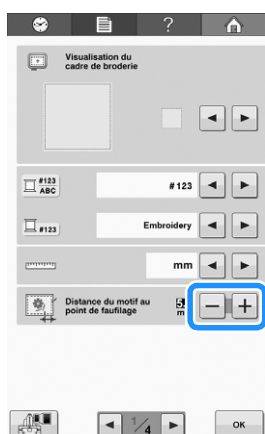 ?
Visualisation du
cadre de broderie
#123
ABC
#123
#123
Embroidery
mm
Distance du motif au
point de faufilage
5
m
1/4
OK